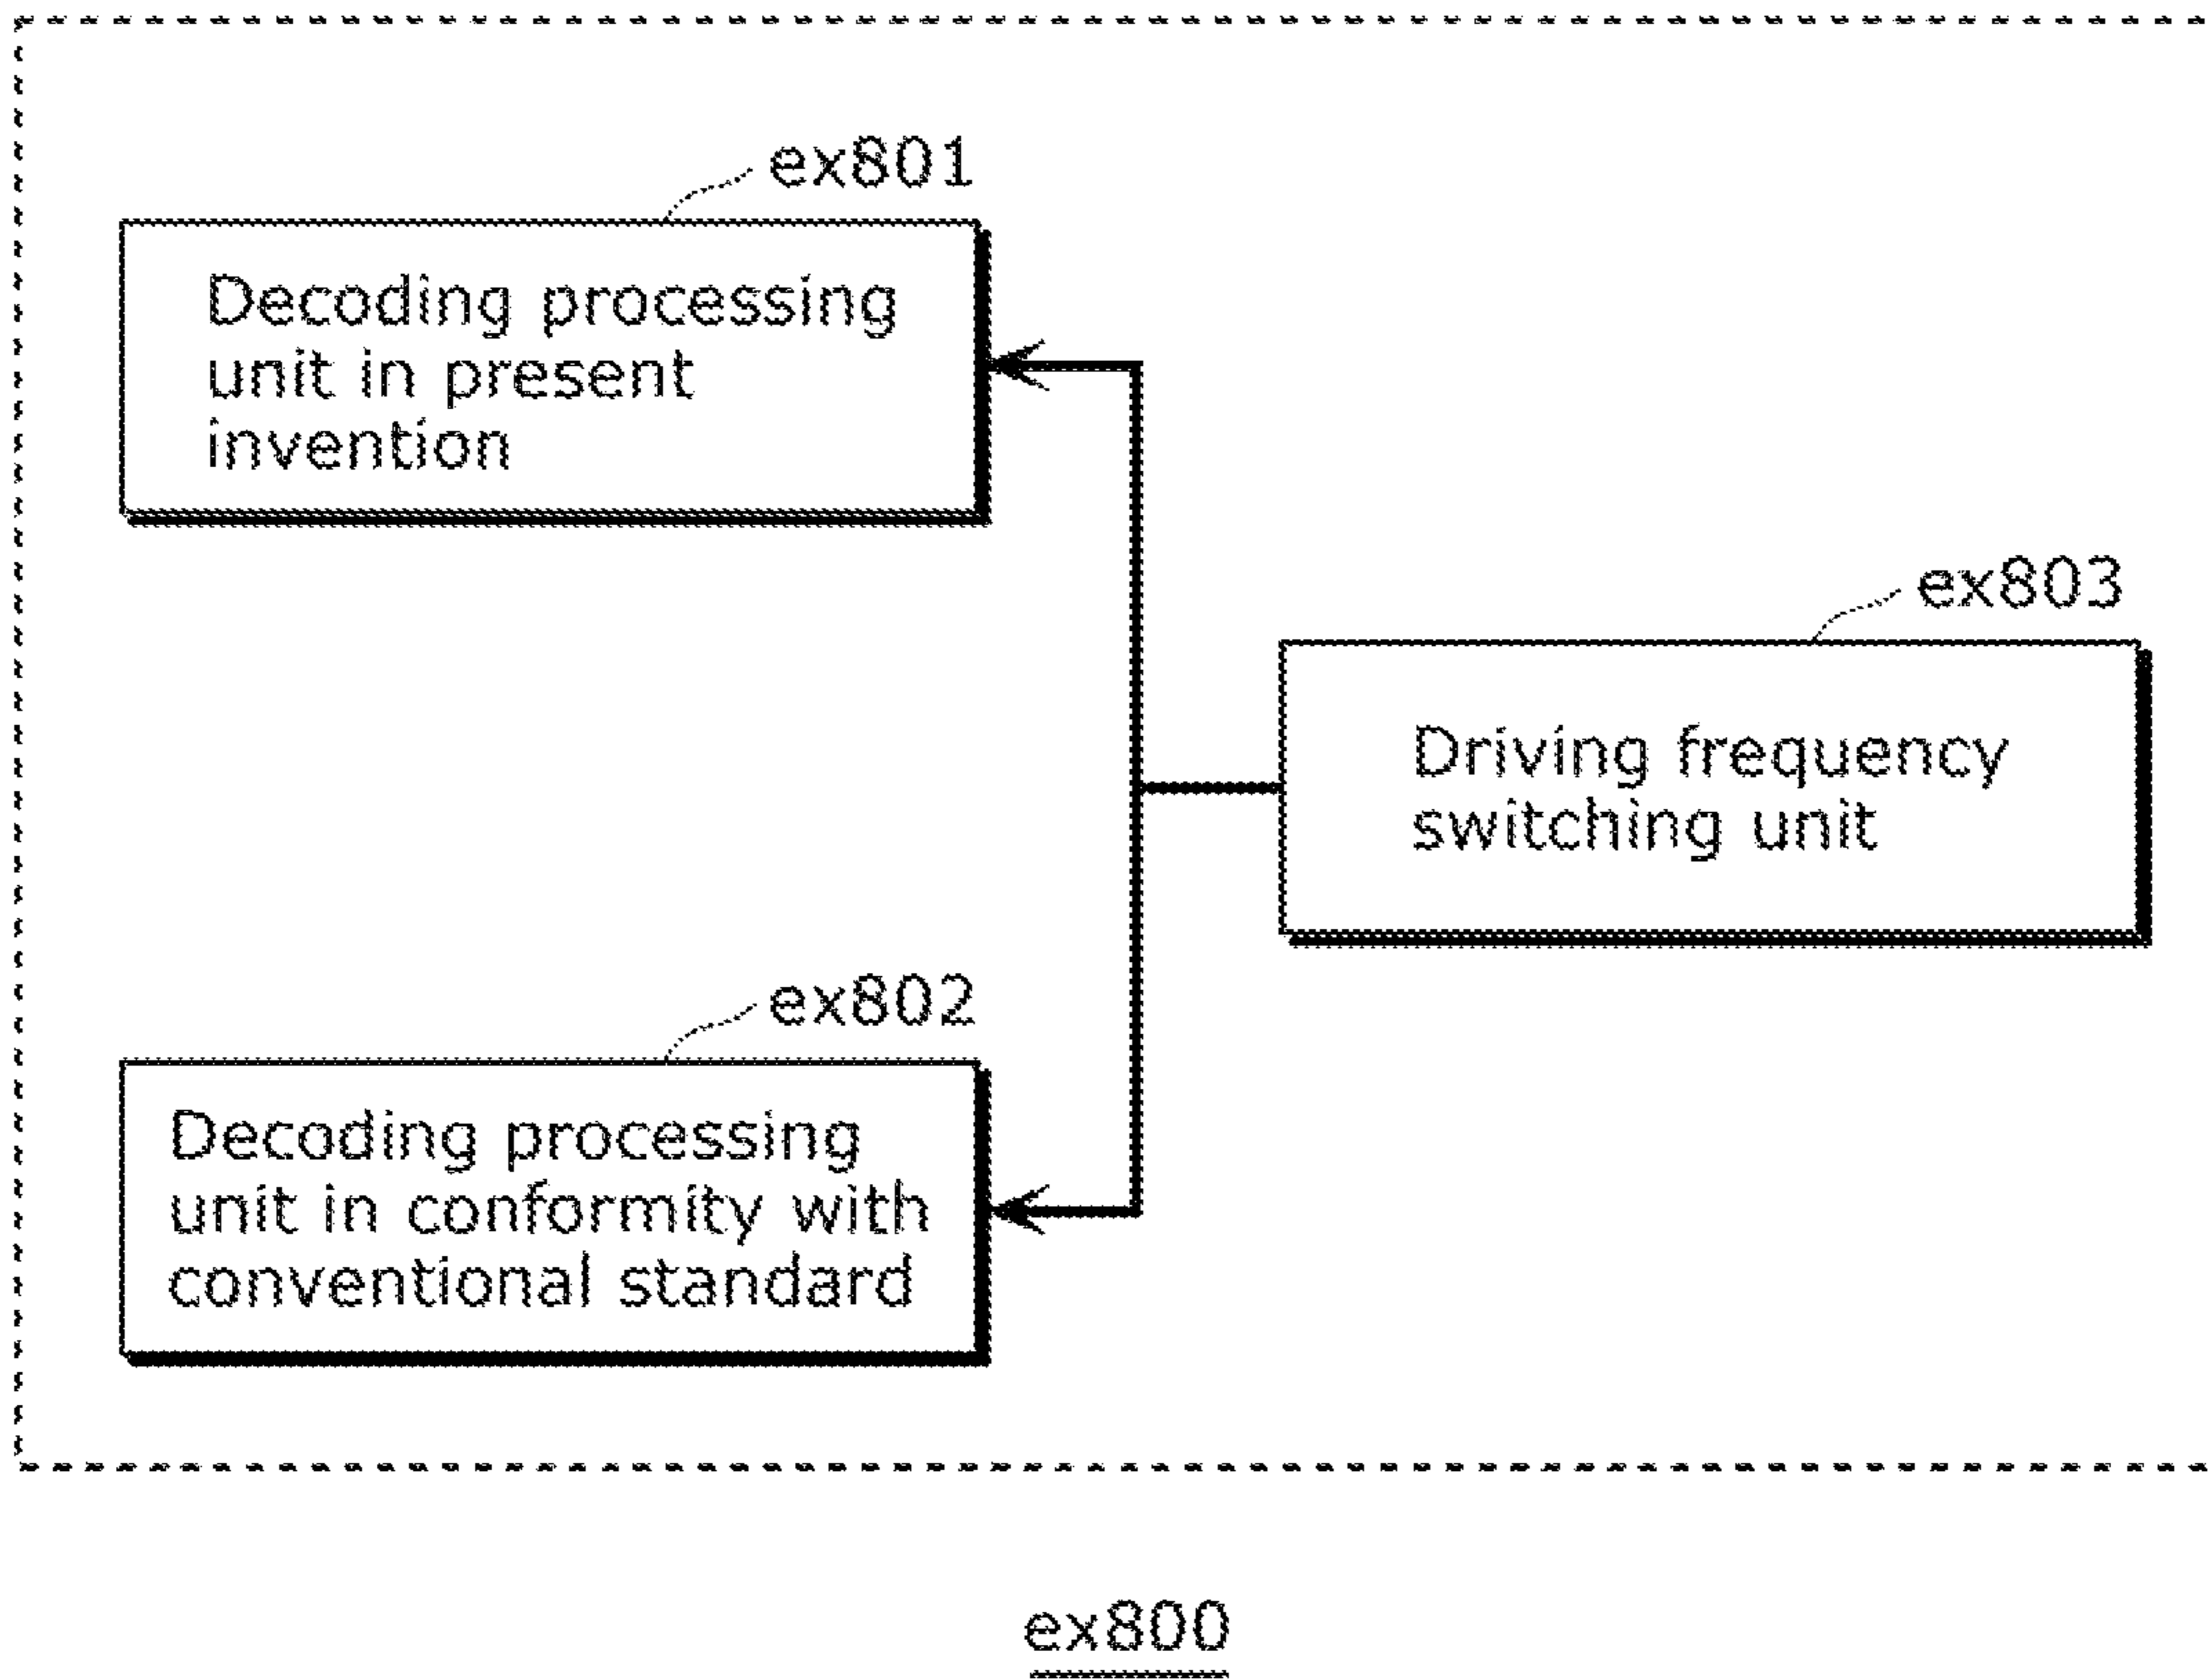 ex801
Decoding processing
unit in present
invention
ex803
Driving frequency
switching unit
ex802
Decoding processing
unit in conformity with
conventional standard
ex800